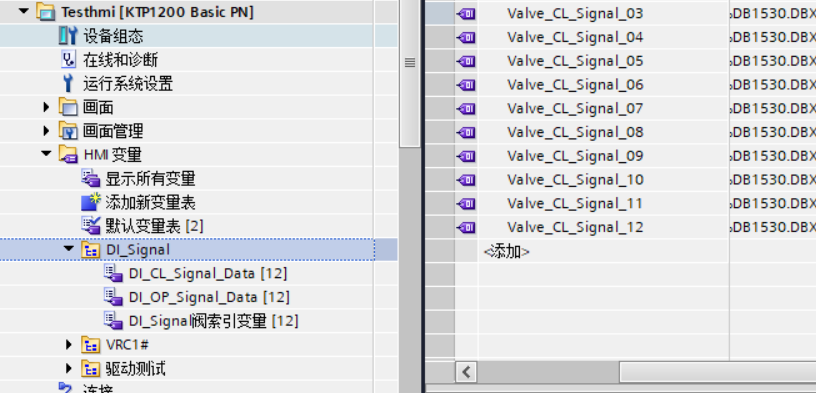 Testhmi [KTP1200 Basic PN]
设备组态
在线和诊断
运行系统设置
画面
画面管理
HMI 变量
显示所有变量
添加新变量表
默认变量表 [2]
DI_Signal
DI_CL_Signal_Data [12]
DI_OP_Signal_Data [12]
DI_Signal阀索引变量 [12]
VRC1#
驱动测试
连接
Valve_CL_Signal_03 %DB1530.DBX
Valve_CL_Signal_04 %DB1530.DBX
Valve_CL_Signal_05 %DB1530.DBX
Valve_CL_Signal_06 %DB1530.DBX
Valve_CL_Signal_07 %DB1530.DBX
Valve_CL_Signal_08 %DB1530.DBX
Valve_CL_Signal_09 %DB1530.DBX
Valve_CL_Signal_10 %DB1530.DBX
Valve_CL_Signal_11 %DB1530.DBX
Valve_CL_Signal_12 %DB1530.DBX
<添加>